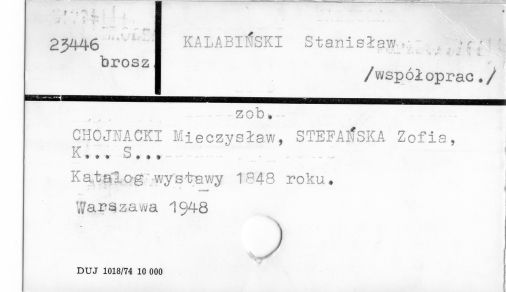 23446
brosz.
KALABIŃSKI Stanisław
/współoprac./
zob.
CHOJNACKI Mieczysław, STEFAŃSKA Zofia,
K... S...
Katalog wystawy 1848 roku.
Warszawa 1948
DUJ 1018/74 10 000